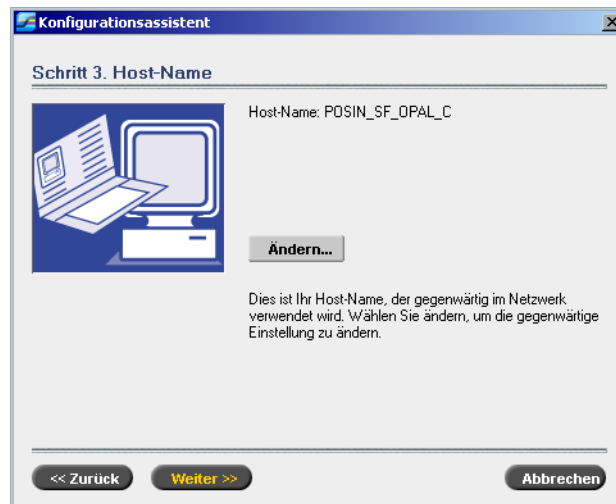 Konfigurationsassistent
Schritt 3. Host-Name
Host-Name: POSIN_SF_OPAL_C
Ändern...
Dies ist Ihr Host-Name, der gegenwärtig im Netzwerk
verwendet wird. Wählen Sie ändern, um die gegenwärtige
Einstellung zu ändern.
<< Zurück
Weiter >>
Abbrechen